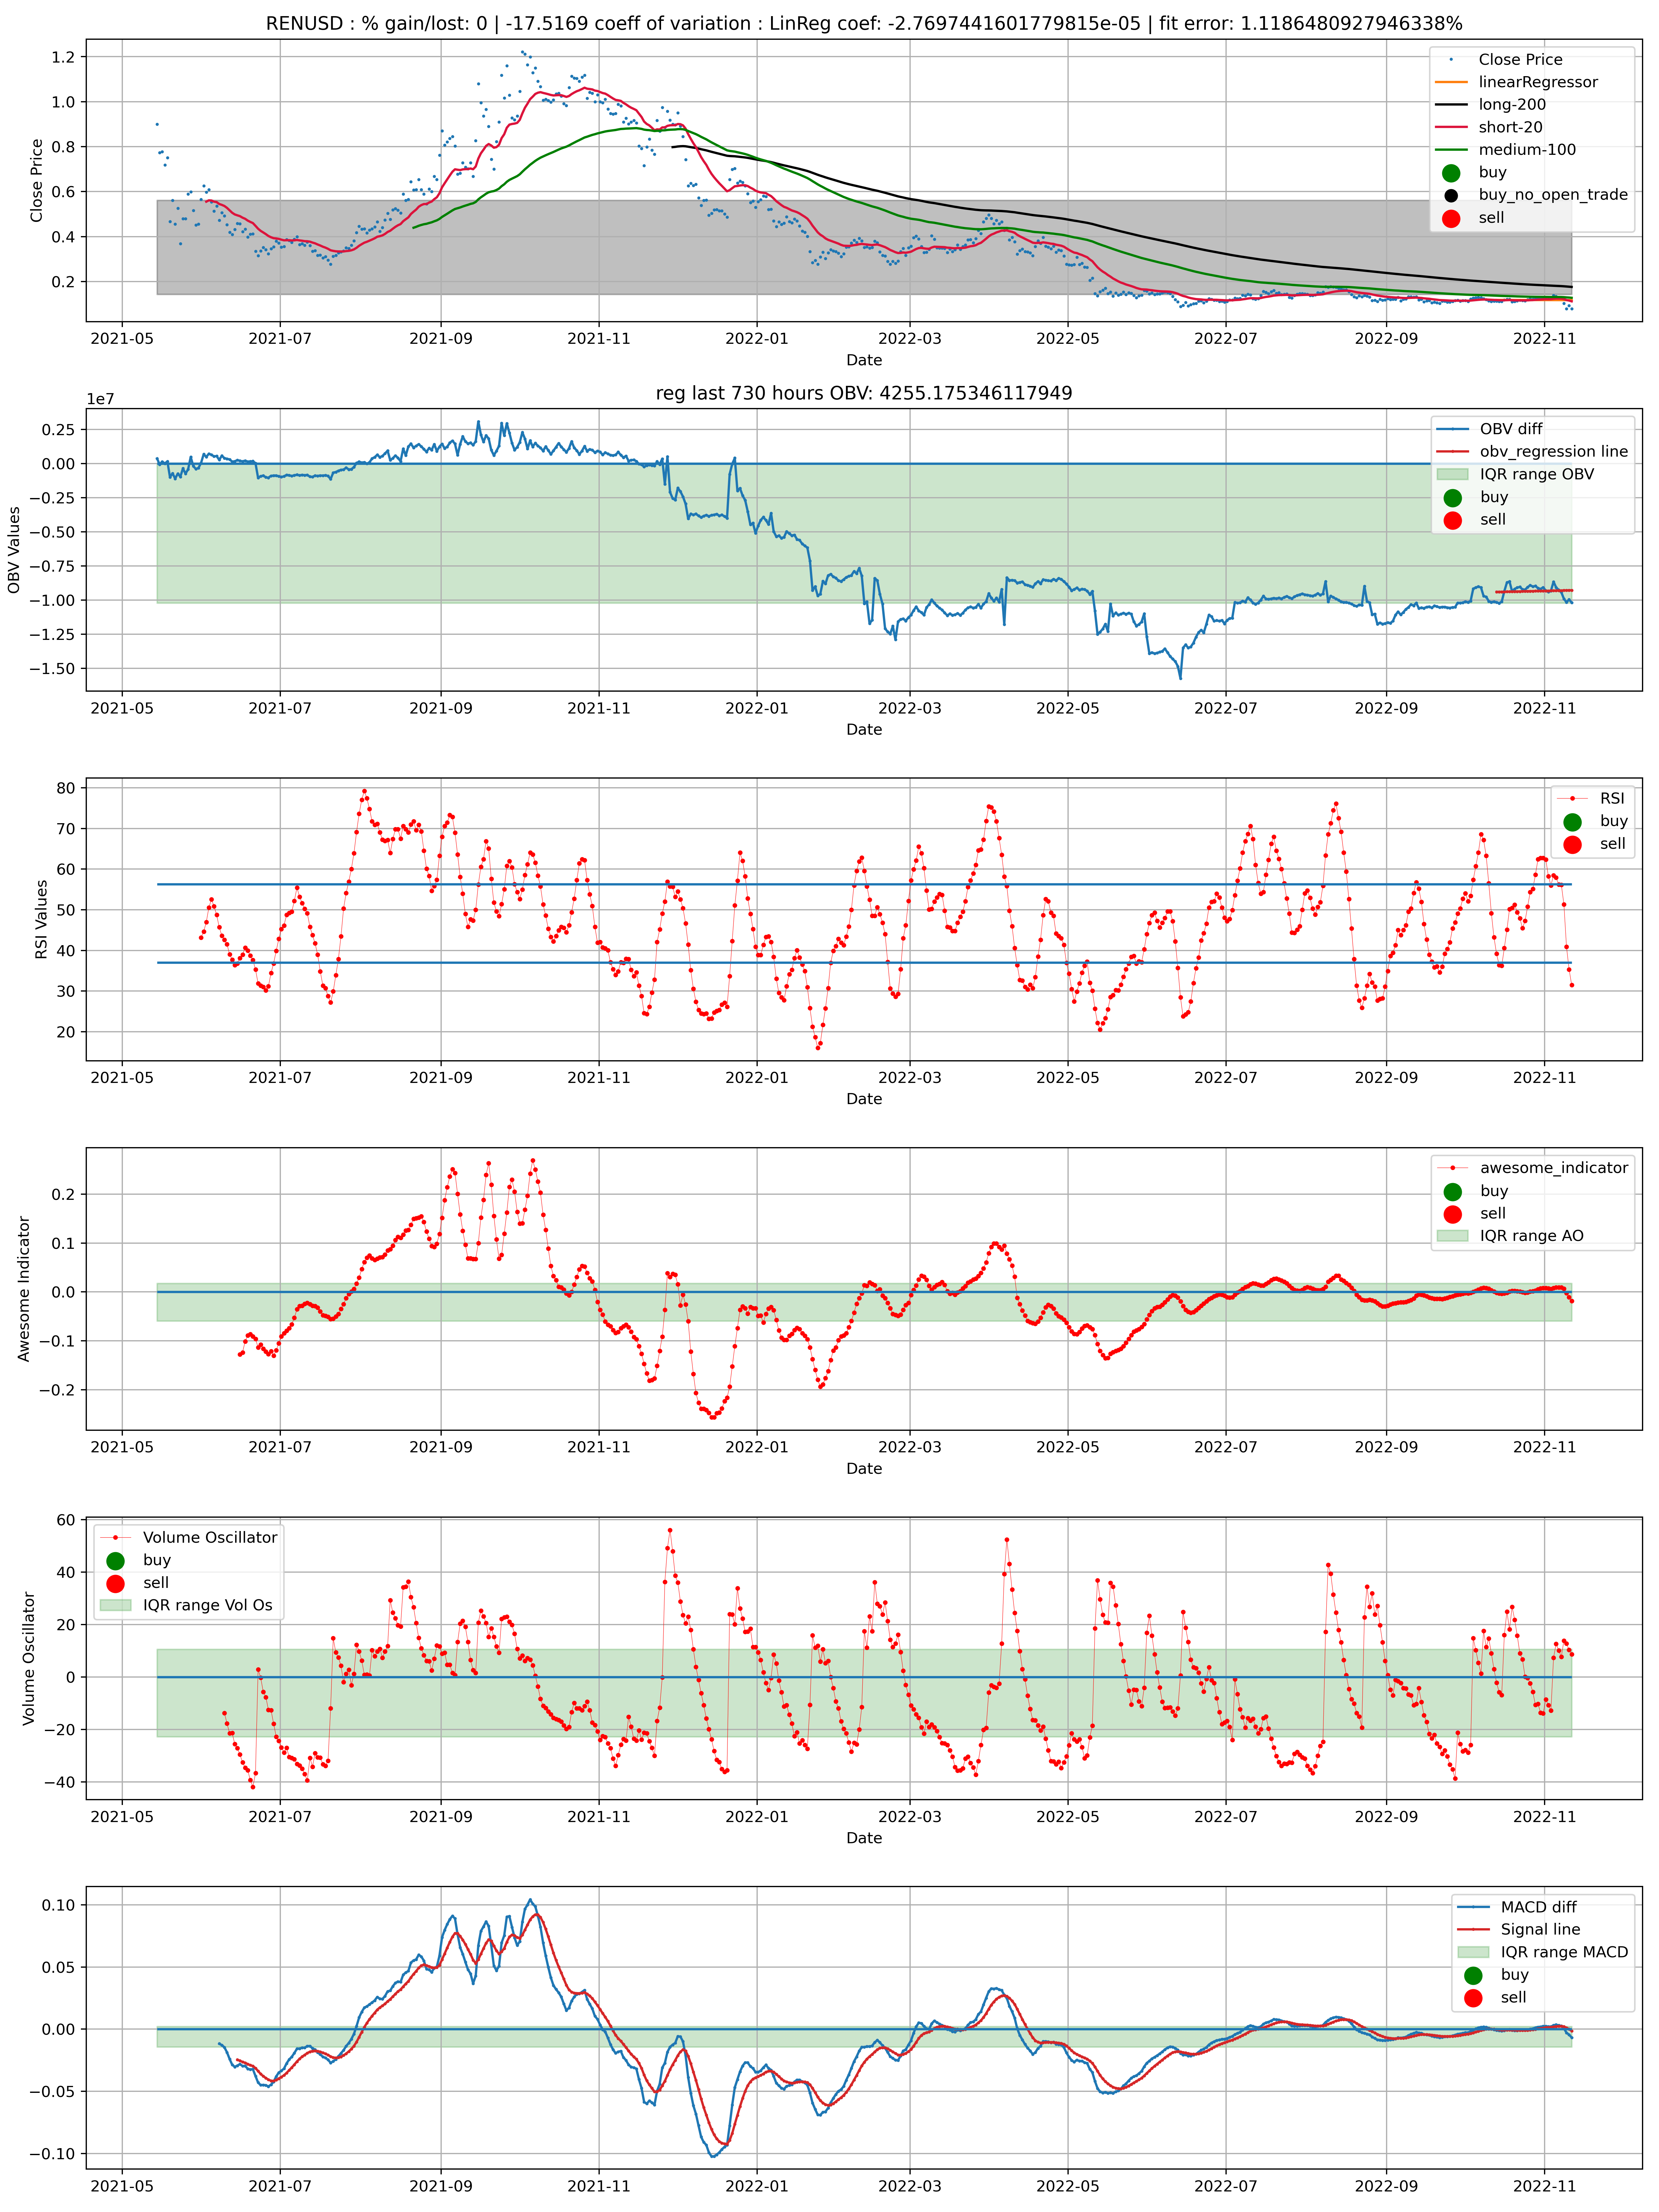 RENUSD : % gain/lost: 0 | -17.5169 coeff of variation : LinReg coef: -2.7697441601779815e-05 | fit error: 1.1186480927946338%
Close Price
1.2
1.0
0.8
0.6
0.4
0.2
Close Price
linearRegressor
long-200
short-20
medium-100
buy
buy_no_open_trade
sell
2021-05 2021-07 2021-09 2021-11 2022-01 2022-03 2022-05 2022-07 2022-09 2022-11
Date
reg last 730 hours OBV: 4255.175346117949
1e7
OBV Values
0.25
0.00
−0.25
−0.50
−0.75
−1.00
−1.25
−1.50
OBV diff
obv_regression line
IQR range OBV
buy
sell
2021-05 2021-07 2021-09 2021-11 2022-01 2022-03 2022-05 2022-07 2022-09 2022-11
Date
RSI Values
80
70
60
50
40
30
20
RSI
buy
sell
2021-05 2021-07 2021-09 2021-11 2022-01 2022-03 2022-05 2022-07 2022-09 2022-11
Date
Awesome Indicator
0.2
0.1
0.0
−0.1
−0.2
awesome_indicator
buy
sell
IQR range AO
2021-05 2021-07 2021-09 2021-11 2022-01 2022-03 2022-05 2022-07 2022-09 2022-11
Date
Volume Oscillator
60
40
20
0
−20
−40
Volume Oscillator
buy
sell
IQR range Vol Os
2021-05 2021-07 2021-09 2021-11 2022-01 2022-03 2022-05 2022-07 2022-09 2022-11
Date
0.10
0.05
0.00
−0.05
−0.10
MACD diff
Signal line
IQR range MACD
buy
sell
2021-05 2021-07 2021-09 2021-11 2022-01 2022-03 2022-05 2022-07 2022-09 2022-11